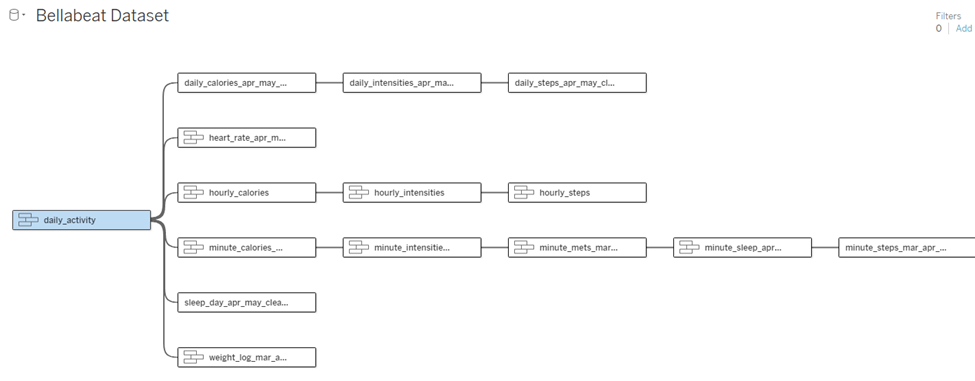 Bellabeat Dataset
Filters
0 Add
daily_calories_apr_may_...
daily_intensities_apr_ma...
daily_steps_apr_may_cl...
heart_rate_apr_m...
hourly_calories
hourly_intensities
hourly_steps
daily_activity
minute_calories_...
minute_intensitie...
minute_mets_mar...
minute_sleep_apr...
minute_steps_mar_apr_...
sleep_day_apr_may_clea...
weight_log_mar_a...